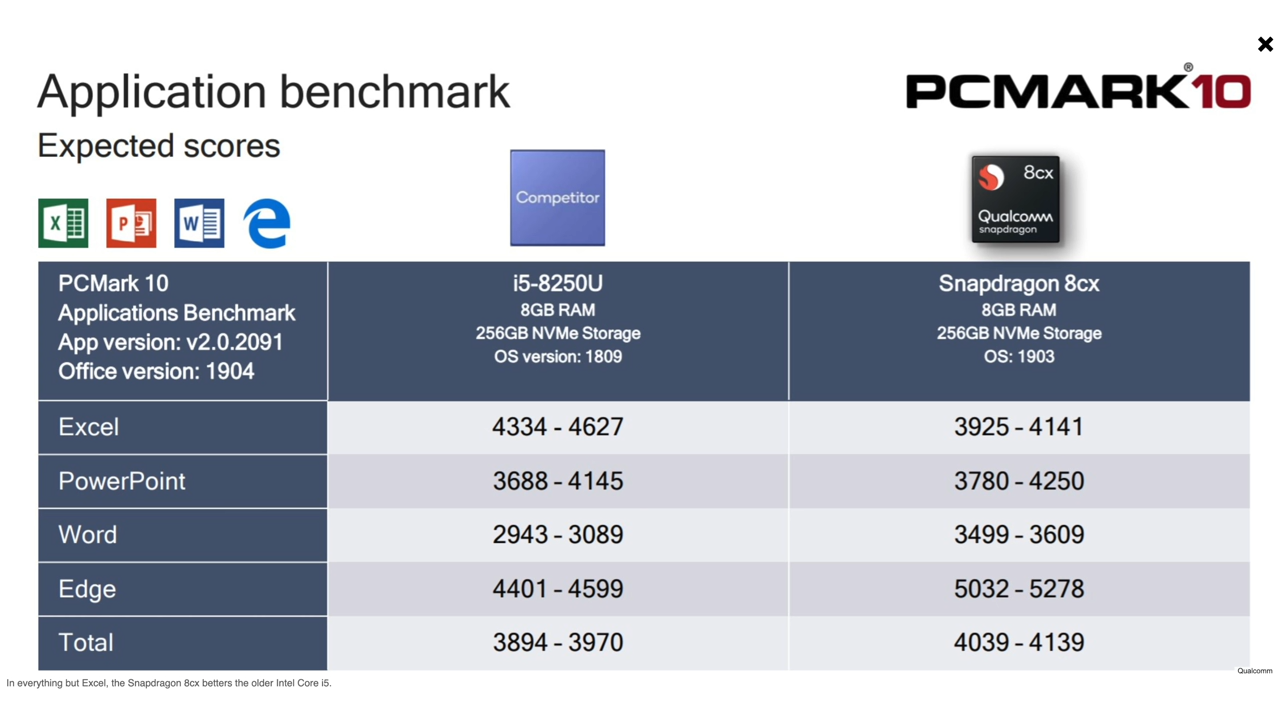 Application benchmark
PCMARK®10
Expected scores
Competitor
8cx
Qualcomm
snapdragon
X
P
W
PCMark 10
Applications Benchmark
App version: v2.0.2091
Office version: 1904
i5-8250U
8GB RAM
256GB NVMe Storage
OS version: 1809
Snapdragon 8cx
8GB RAM
256GB NVMe Storage
OS: 1903
Excel 4334 - 4627 3925 - 4141
PowerPoint 3688 - 4145 3780 - 4250
Word 2943 - 3089 3499 - 3609
Edge 4401 - 4599 5032 - 5278
Total 3894 - 3970 4039 - 4139
Qualcomm
In everything but Excel, the Snapdragon 8cx betters the older Intel Core i5.